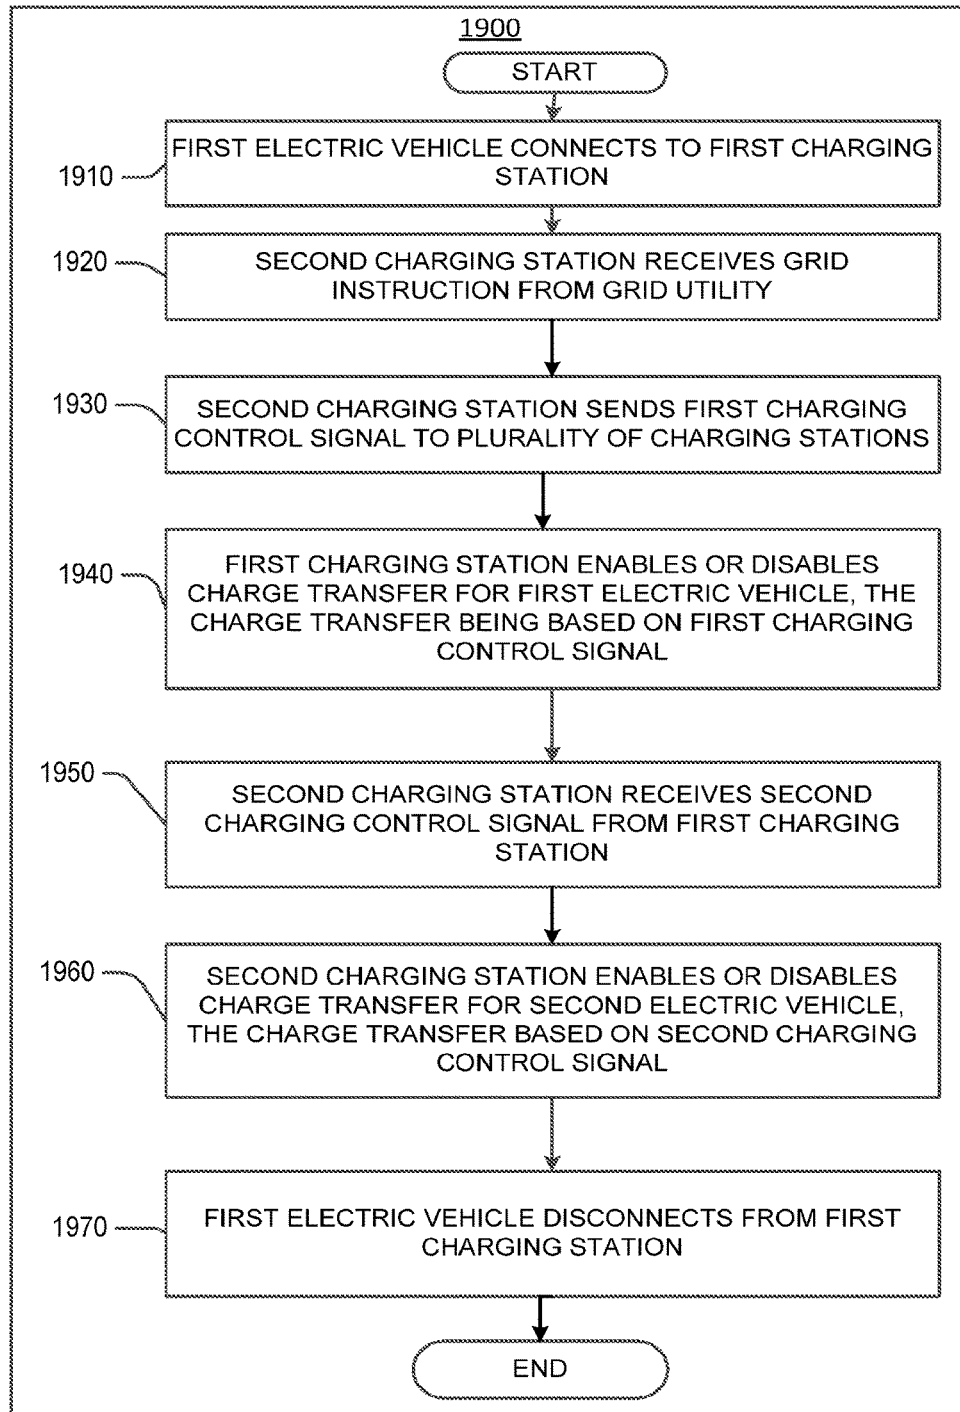 1900
START
1910
FIRST ELECTRIC VEHICLE CONNECTS TO FIRST CHARGING
STATION
1920
SECOND CHARGING STATION RECEIVES GRID
INSTRUCTION FROM GRID UTILITY
1930
SECOND CHARGING STATION SENDS FIRST CHARGING
CONTROL SIGNAL TO PLURALITY OF CHARGING STATIONS
1940
FIRST CHARGING STATION ENABLES OR DISABLES
CHARGE TRANSFER FOR FIRST ELECTRIC VEHICLE, THE
CHARGE TRANSFER BEING BASED ON FIRST CHARGING
CONTROL SIGNAL
1950
SECOND CHARGING STATION RECEIVES SECOND
CHARGING CONTROL SIGNAL FROM FIRST CHARGING
STATION
1960
SECOND CHARGING STATION ENABLES OR DISABLES
CHARGE TRANSFER FOR SECOND ELECTRIC VEHICLE,
THE CHARGE TRANSFER BASED ON SECOND CHARGING
CONTROL SIGNAL
1970
FIRST ELECTRIC VEHICLE DISCONNECTS FROM FIRST
CHARGING STATION
END